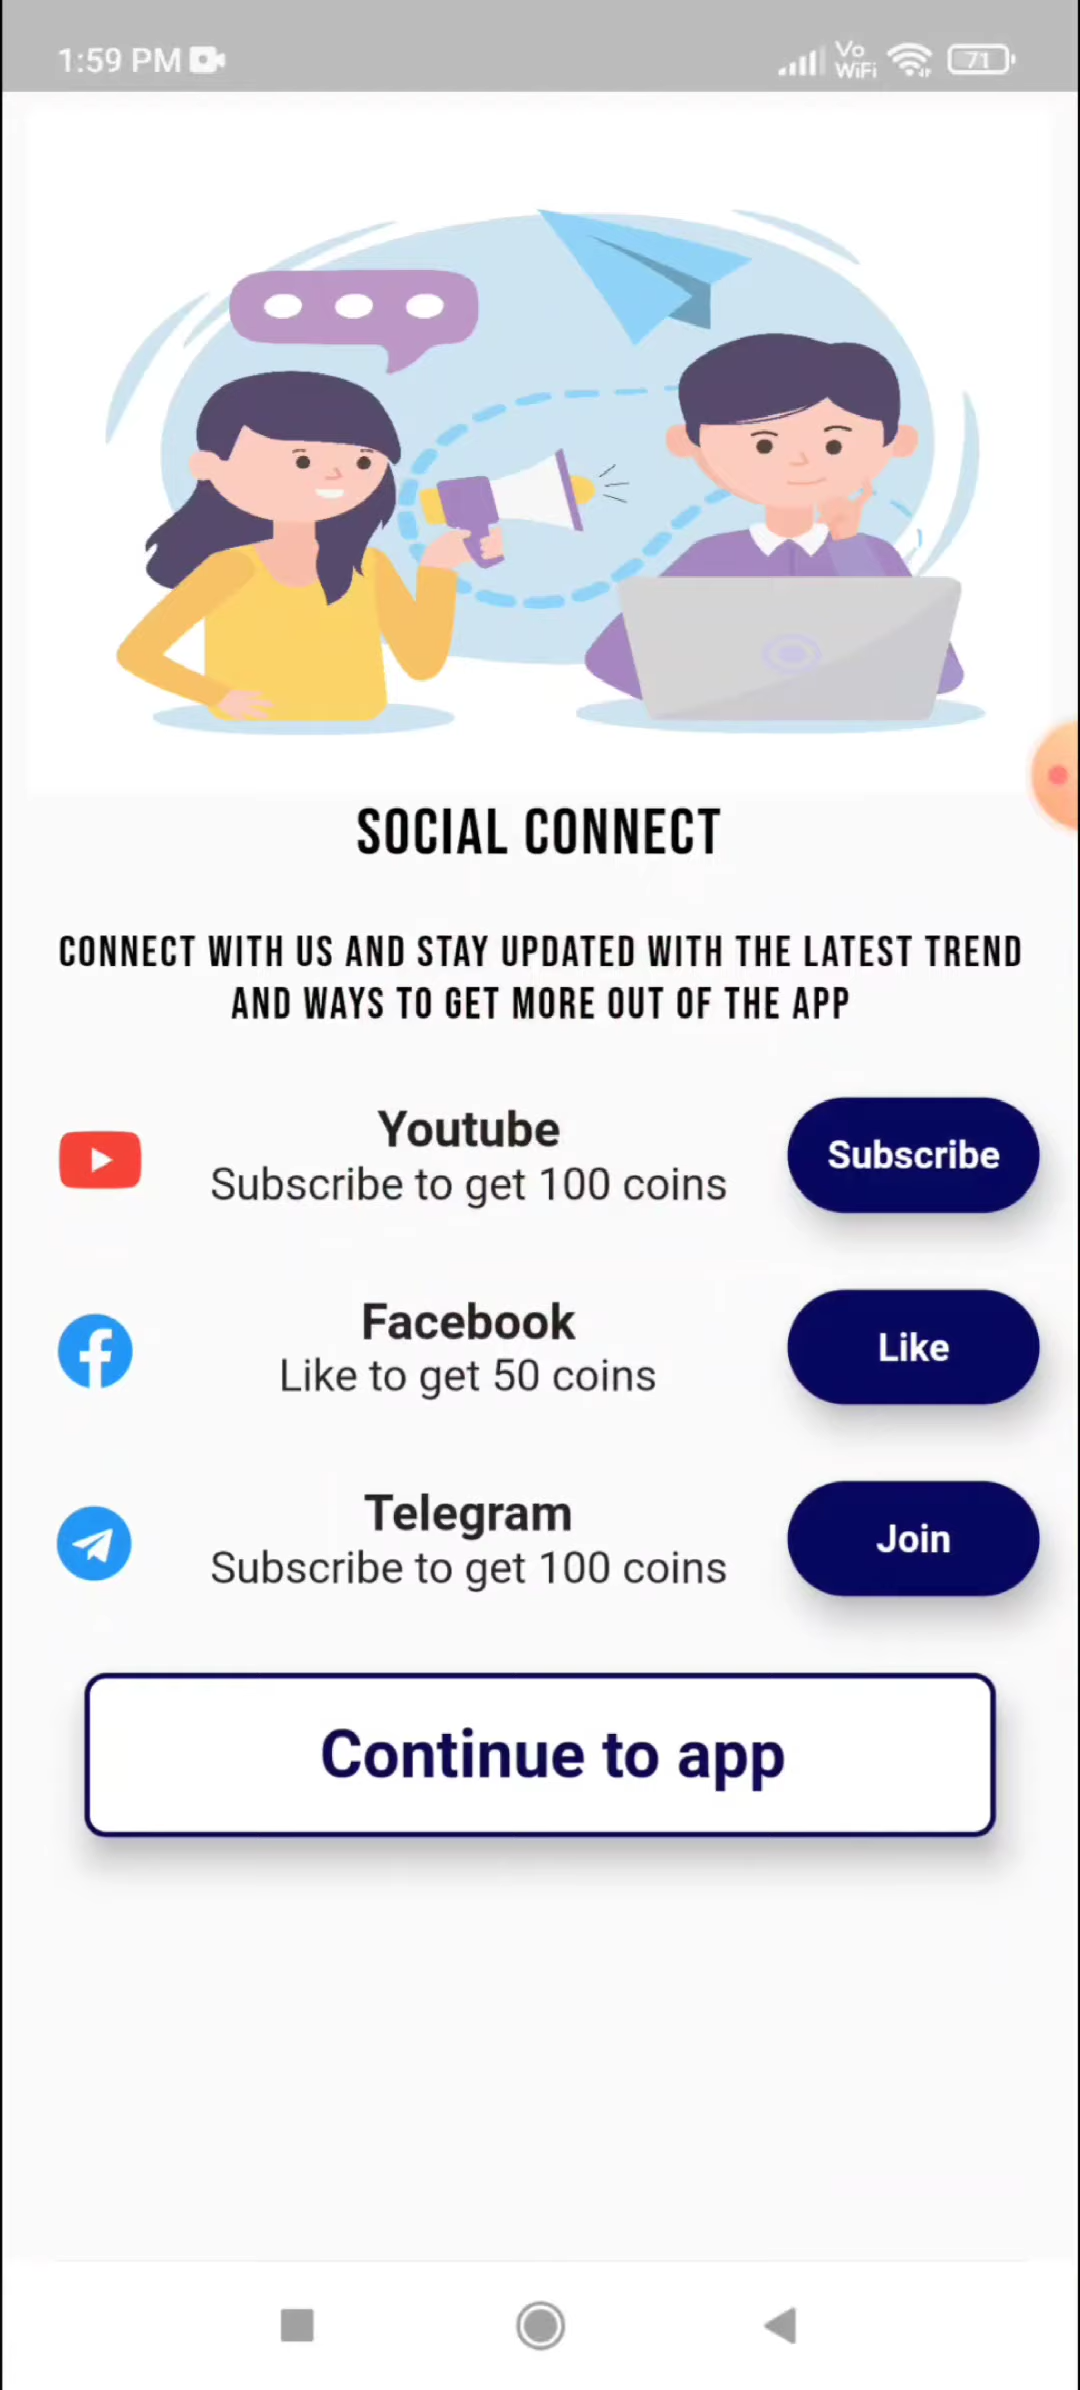 1:59 PM
Vo
WiFi
71
SOCIAL CONNECT
CONNECT WITH US AND STAY UPDATED WITH THE LATEST TREND
AND WAYS TO GET MORE OUT OF THE APP
Youtube
Subscribe to get 100 coins
Subscribe
Facebook
Like to get 50 coins
Like
Telegram
Subscribe to get 100 coins
Join
Continue to app